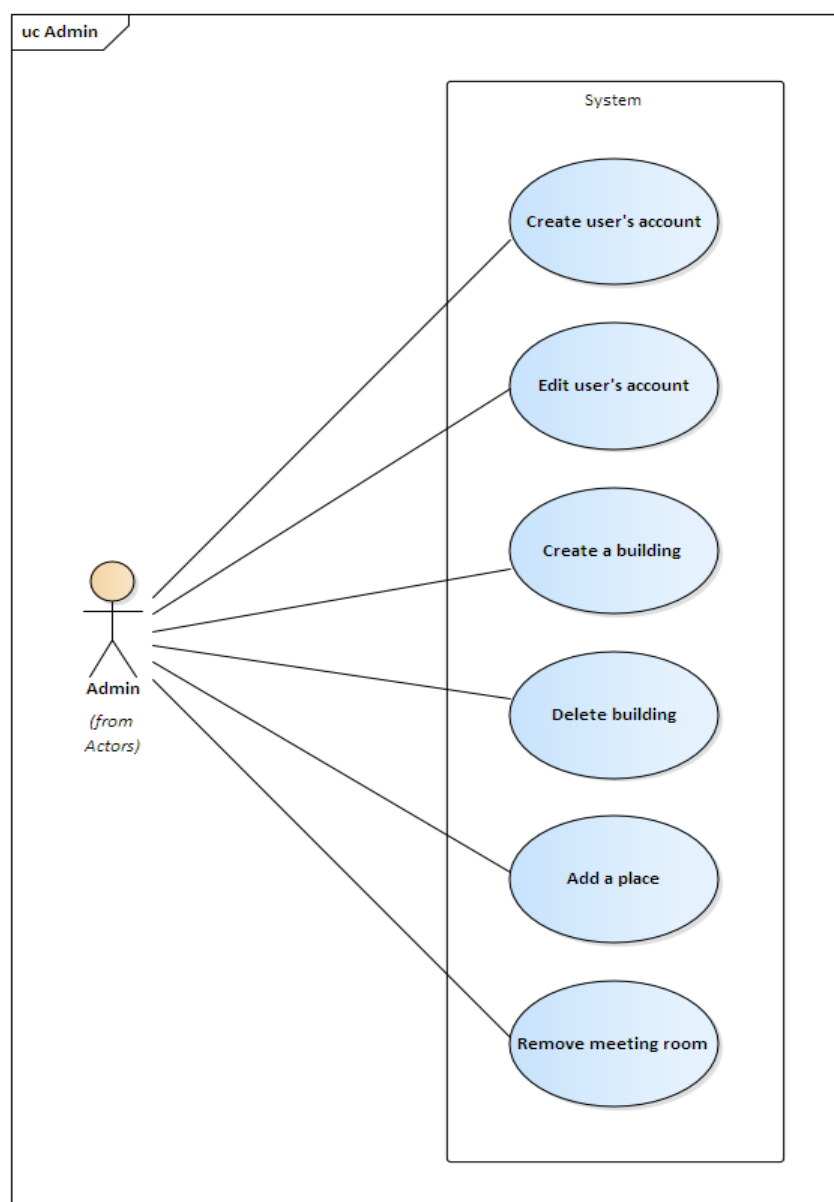 uc Admin
System
Create user's account
Edit user's account
Create a building
Admin
(from
Actors)
Delete building
Add a place
Remove meeting room